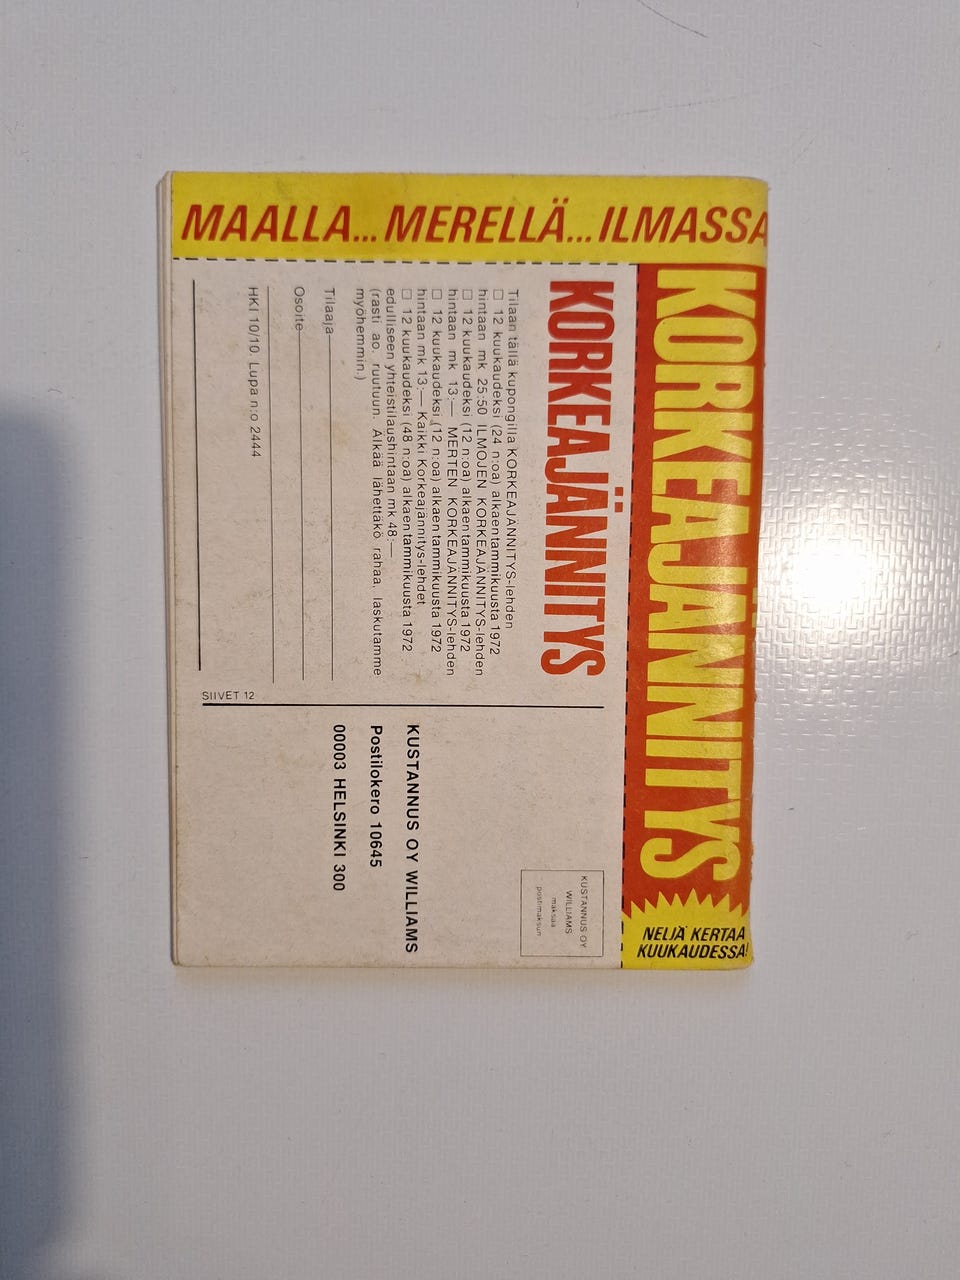 MAALLA... MERELLÄ... ILMASSA
KORKEAJÄNNITYS
NELJÄ KERTAA
KUUKAUDESSA!
KORKEAJÄNNITYS
Tilaan tällä kupongilla KORKEAJÄNNITYS-lehden
□ 12 kuukaudeksi (24 n:oa) alkaen tammikuusta 1972
hintaan mk 25:50 ILMOJEN KORKEAJÄNNITYS-lehden
□ 12 kuukaudeksi (12 n:oa) alkaen tammikuusta 1972
hintaan mk 13:— MERTEN KORKEAJÄNNITYS-lehden
□ 12 kuukaudeksi (12 n:oa) alkaen tammikuusta 1972
hintaan mk 13:— Kaikki Korkeajännitys-lehdet
□ 12 kuukaudeksi (48 n:oa) alkaen tammikuusta 1972
edulliseen yhteistilaushintaan mk 48:—
(rasti ao. ruutuun. Älkää lähettäkö rahaa, laskutamme
myöhemmin.)
Tilaaja
Osoite
HKI 10/10. Lupa n:o 2444
SIIVET 12
KUSTANNUS OY
WILLIAMS
maksaa
postimaksun
KUSTANNUS OY WILLIAMS
Postilokero 10645
00003 HELSINKI 300